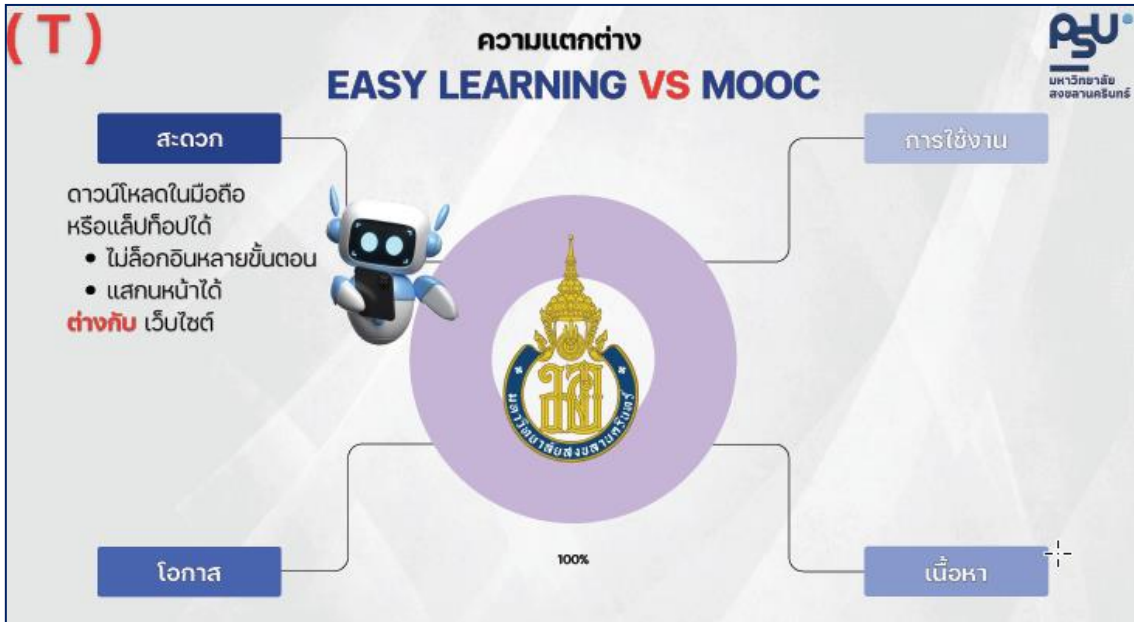 ( T )
ความแตกต่าง
EASY LEARNING VS MOOC
PSU
มหาวิทยาลัย
สงขลานครินทร์
สะดวก
การใช้งาน
ดาวน์โหลดในมือถือ
หรือแล็ปท็อปได้
• ไม่ล็อกอินหลายขั้นตอน
• แสกนหน้าได้
ต่างกับ เว็บไซต์
ม อ
มหาวิทยาลัยสงขลานครินทร์
100%
โอกาส
เนื้อหา